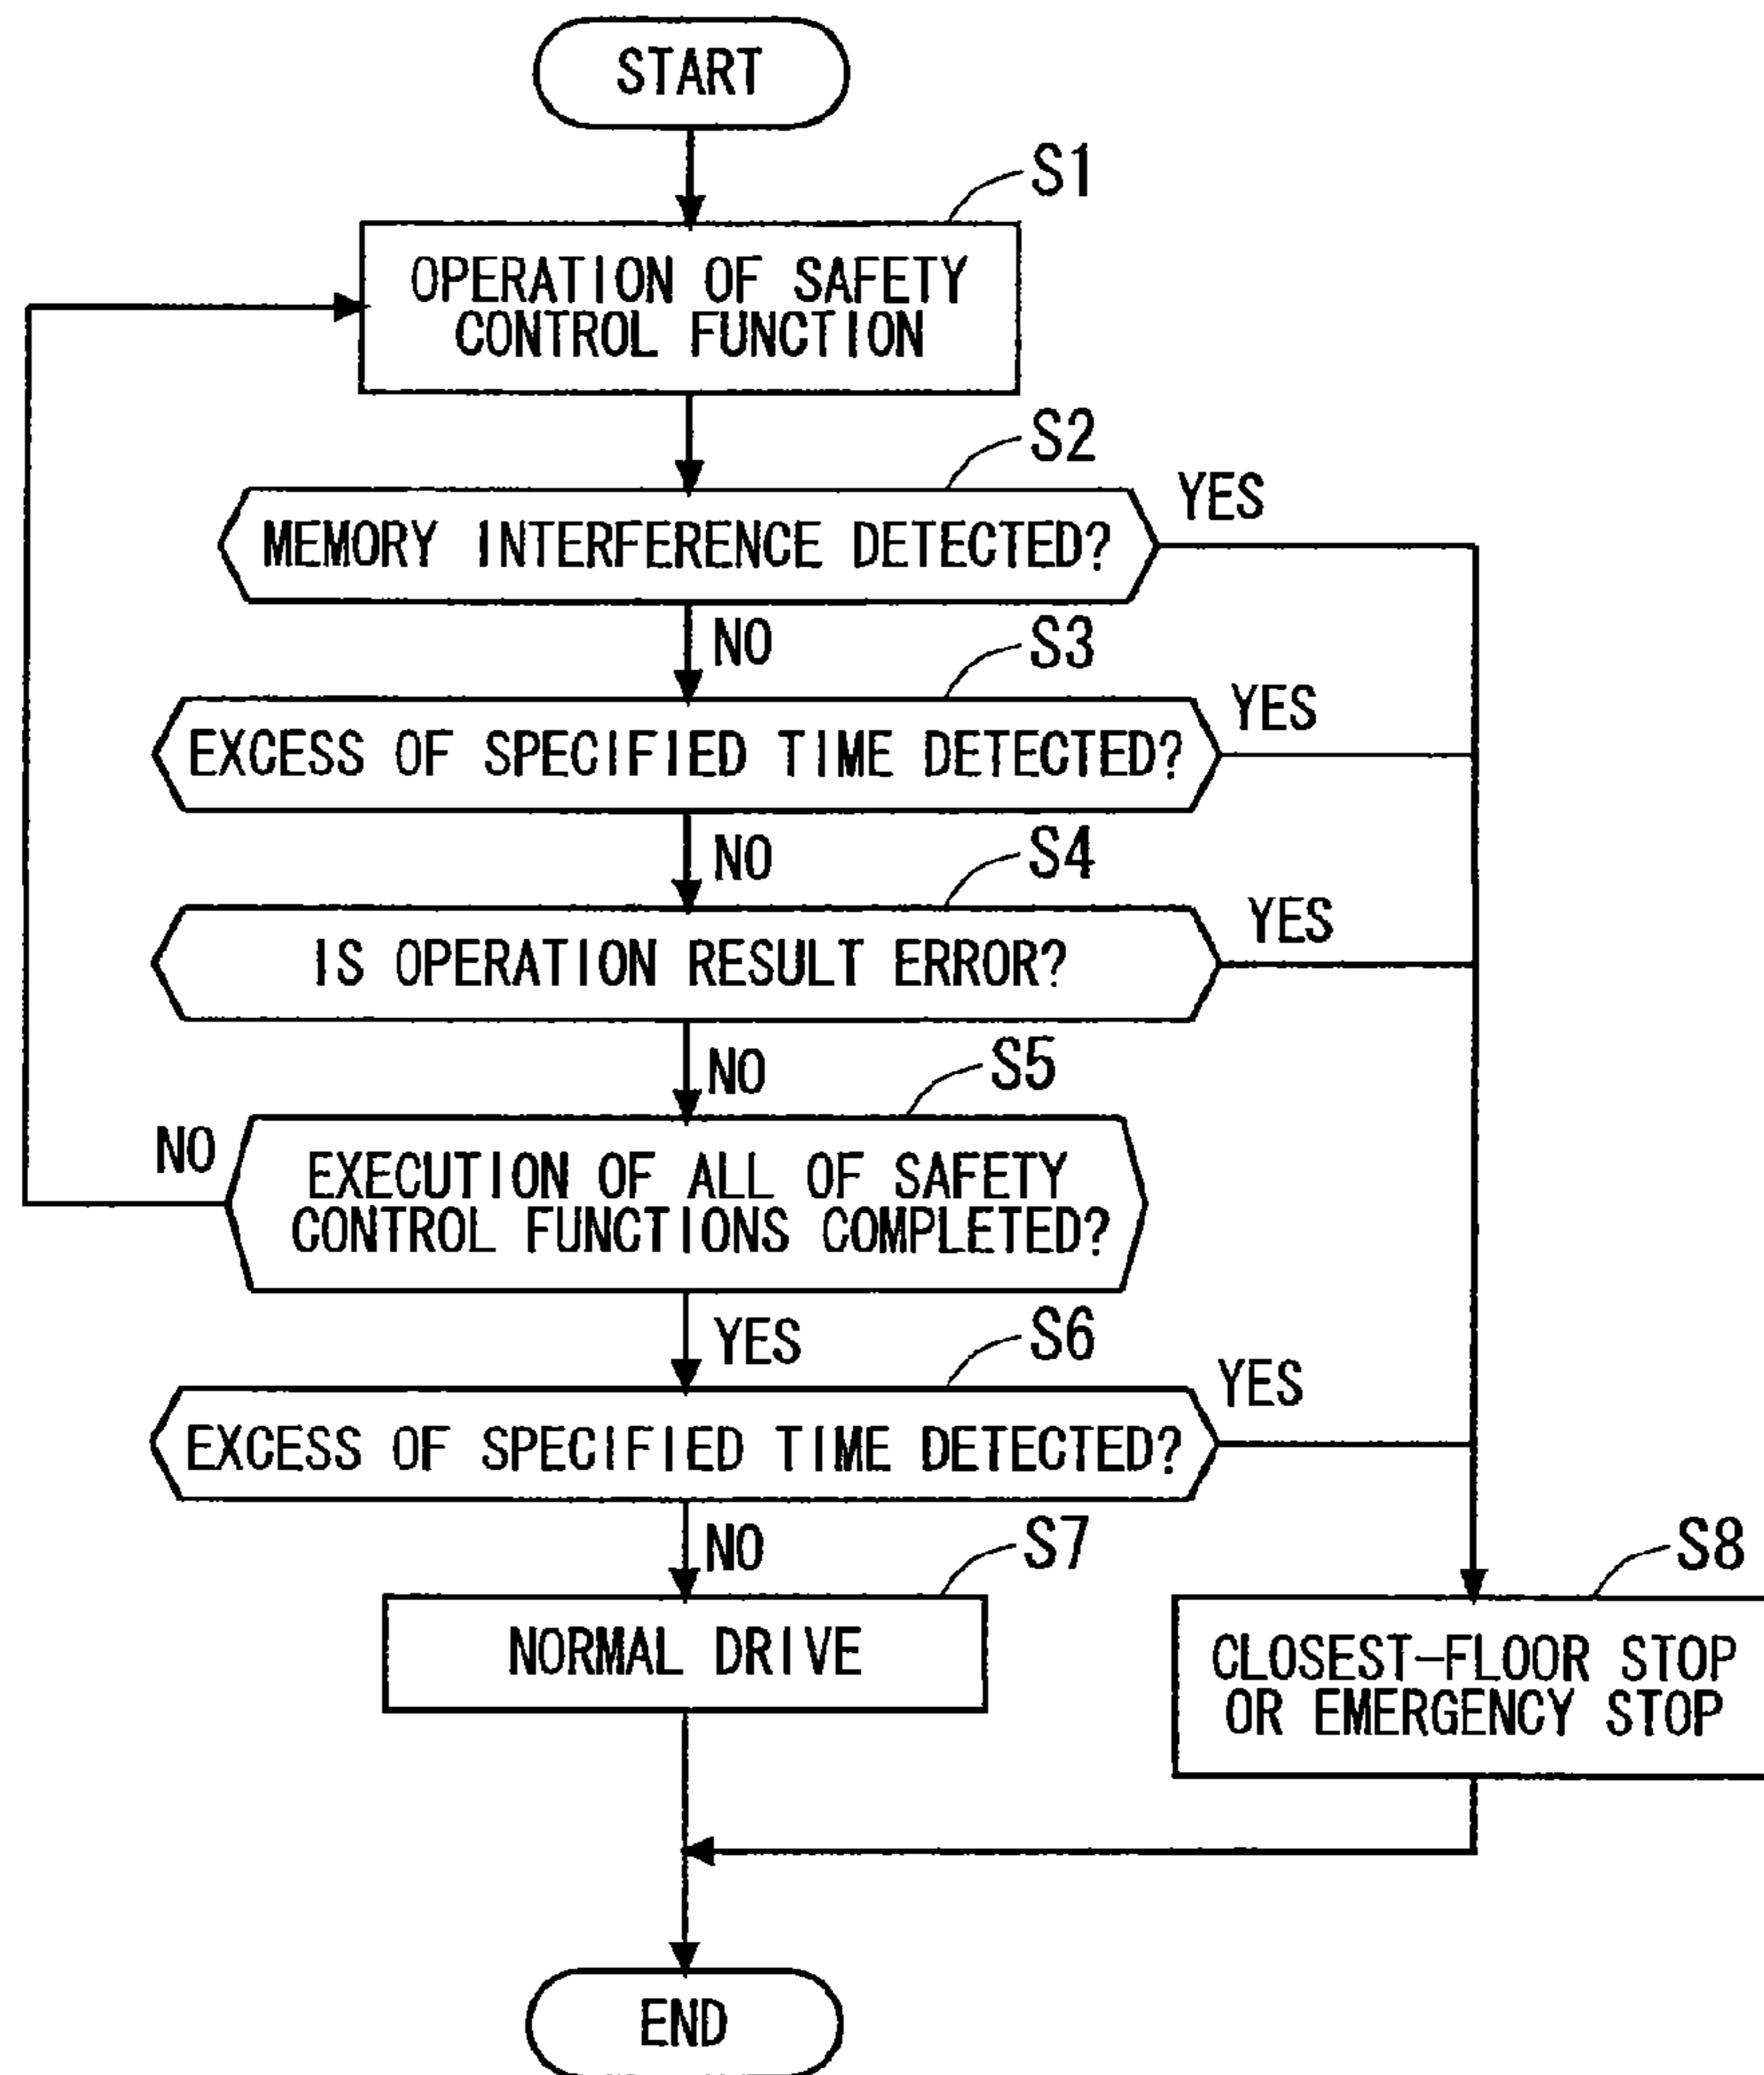 START
S1
OPERATION OF SAFETY
CONTROL FUNCTION
S2
MEMORY INTERFERENCE DETECTED?
YES
NO
S3
EXCESS OF SPECIFIED TIME DETECTED?
YES
NO
S4
IS OPERATION RESULT ERROR?
YES
NO
S5
NO
EXECUTION OF ALL OF SAFETY
CONTROL FUNCTIONS COMPLETED?
YES
S6
EXCESS OF SPECIFIED TIME DETECTED?
YES
NO
S7
NORMAL DRIVE
S8
CLOSEST-FLOOR STOP
OR EMERGENCY STOP
END